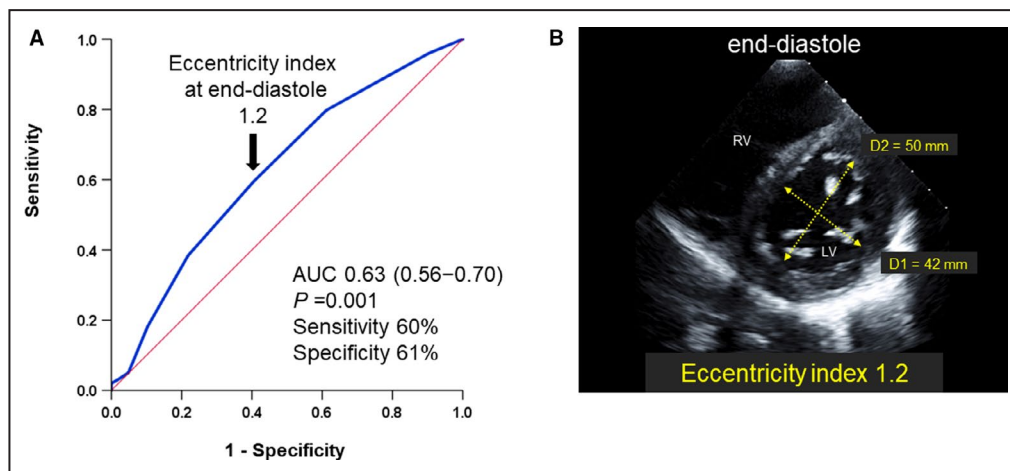 A
1.0
0.8
0.6
0.4
0.2
0.0
0.0 0.2 0.4 0.6 0.8 1.0
Sensitivity
1 - Specificity
Eccentricity index
at end-diastole
1.2
AUC 0.63 (0.56–0.70)
P =0.001
Sensitivity 60%
Specificity 61%
B
end-diastole
RV
D2 = 50 mm
LV
D1 = 42 mm
Eccentricity index 1.2